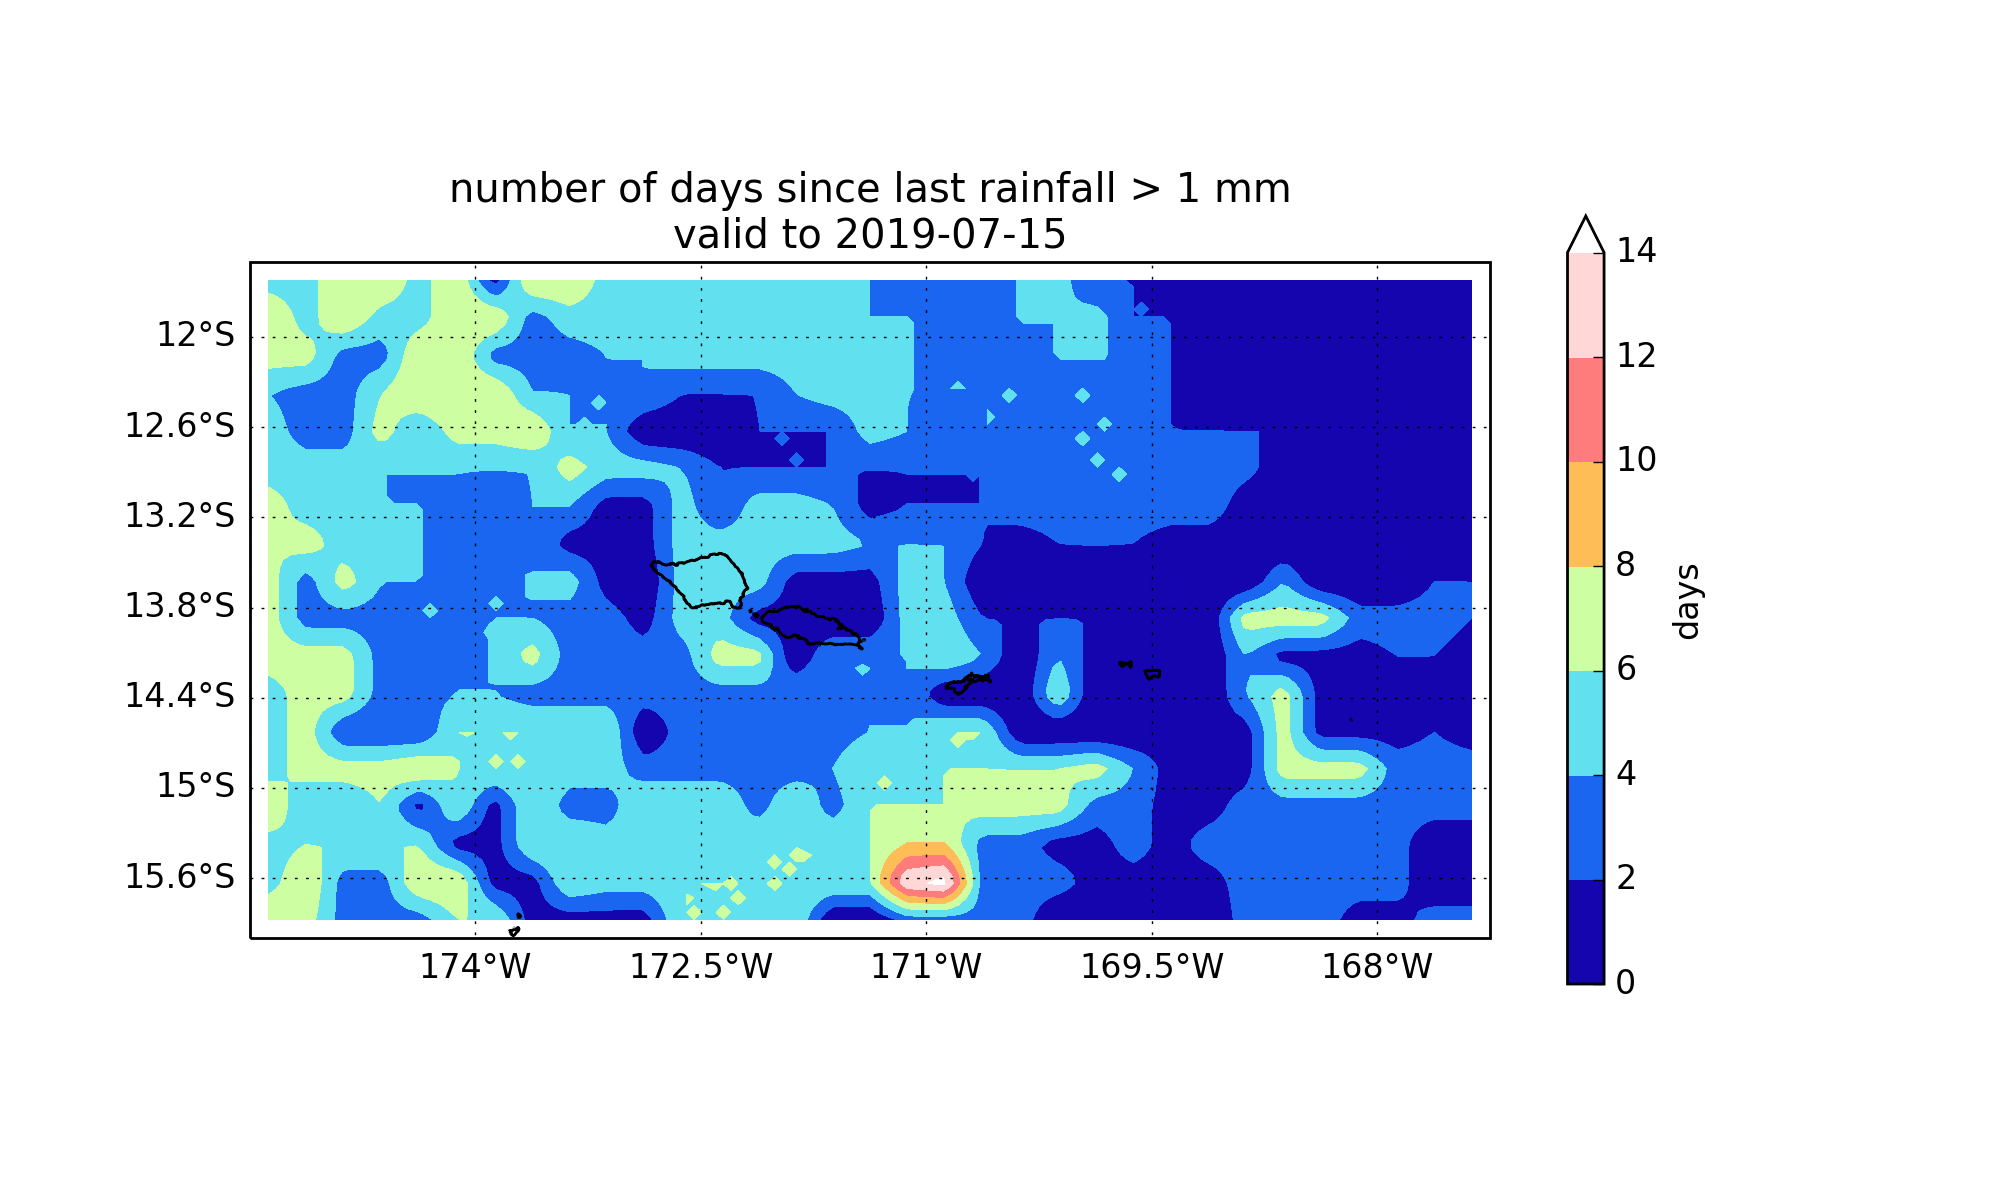 number of days since last rainfall > 1 mm
valid to 2019-07-15
12°S
12.6°S
13.2°S
13.8°S
14.4°S
15°S
15.6°S
174°W
172.5°W
171°W
169.5°W
168°W
14
12
10
8
6
4
2
0
days